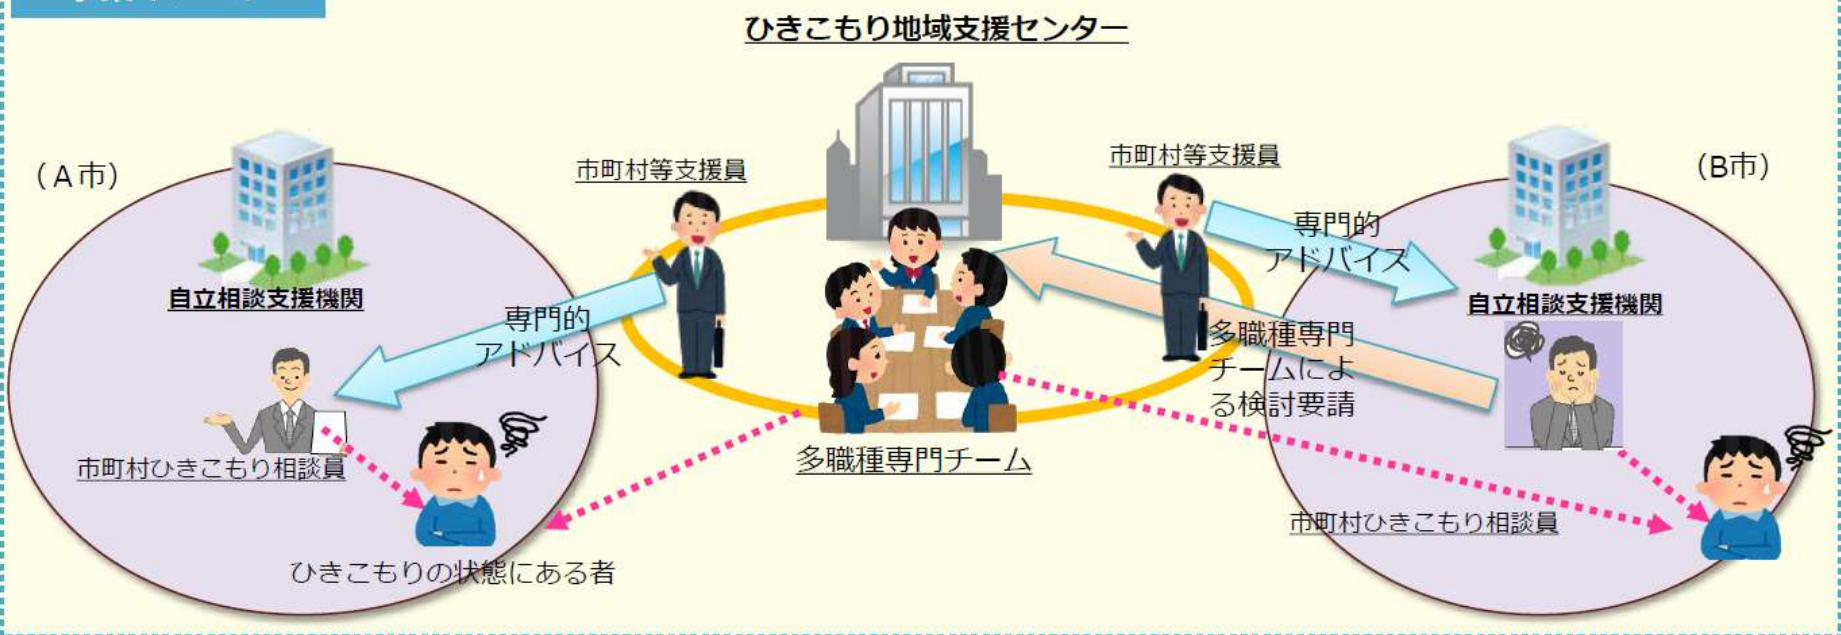 ひきこもり地域支援センター
（A市）
市町村等支援員
市町村等支援員
（B市）
専門的
アドバイス
自立相談支援機関
自立相談支援機関
専門的
アドバイス
多職種専門
チームによ
る検討要請
市町村ひきこもり相談員
多職種専門チーム
市町村ひきこもり相談員
ひきこもりの状態にある者